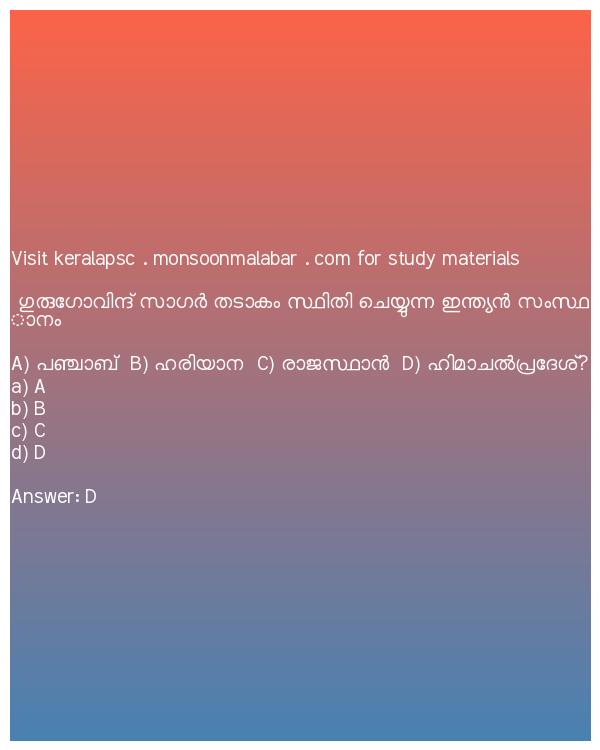 Visit keralapsc . monsoonmalabar . com for study materials
ഗുരുഗോവിന്ദ് സാഗർ തടാകം സ്ഥിതി ചെയ്യുന്ന ഇന്ത്യൻ സംസ്ഥ
ാനം
A) പഞ്ചാബ് B) ഹരിയാന C) രാജസ്ഥാൻ D) ഹിമാചൽപ്രദേശ്?
a) A
b) B
c) C
d) D
Answer: D